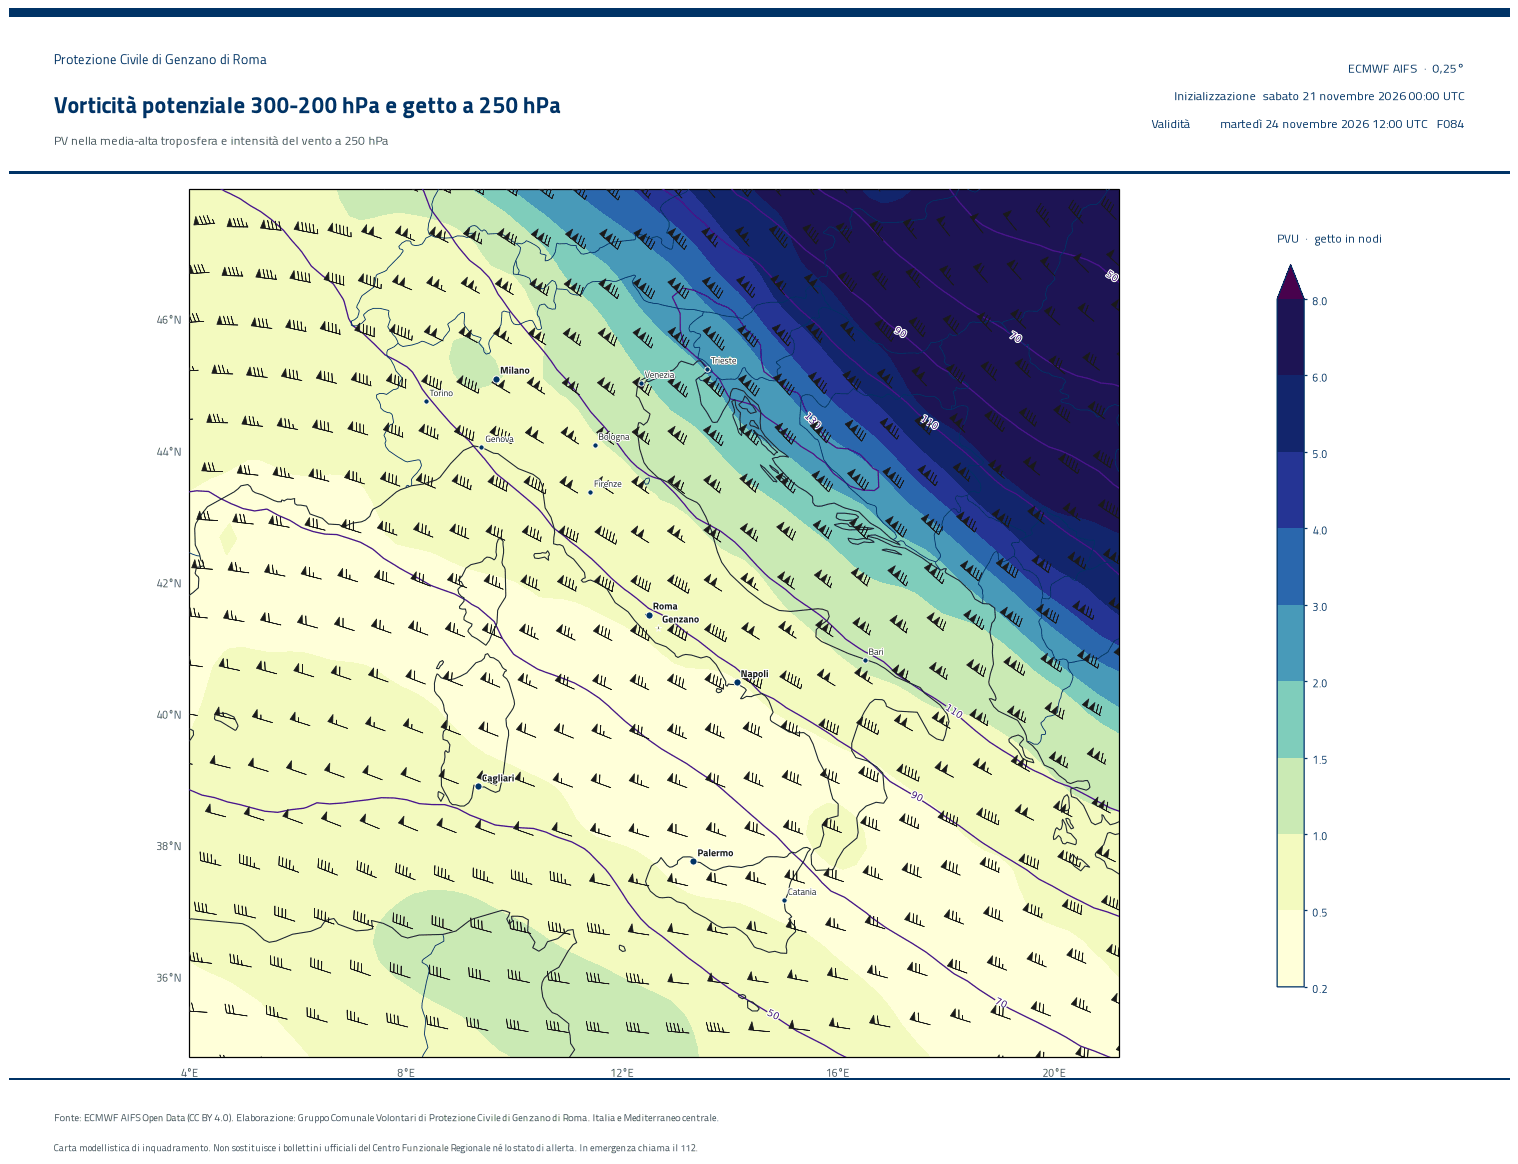 Protezione Civile di Genzano di Roma
Vorticità potenziale 300-200 hPa e getto a 250 hPa
PV nella media-alta troposfera e intensità del vento a 250 hPa
ECMWF AIFS · 0,25°
Inizializzazione sabato 21 novembre 2026 00:00 UTC
Validità martedì 24 novembre 2026 12:00 UTC F084
PVU · getto in nodi
8.0
6.0
5.0
4.0
3.0
2.0
1.5
1.0
0.5
0.2
46°N
44°N
42°N
40°N
38°N
36°N
4°E
8°E
12°E
16°E
20°E
50
70
90
110
130
110
90
70
50
Trieste
Venezia
Milano
Torino
Genova
Bologna
Firenze
Roma
Genzano
Bari
Napoli
Cagliari
Palermo
Catania
Fonte: ECMWF AIFS Open Data (CC BY 4.0). Elaborazione: Gruppo Comunale Volontari di Protezione Civile di Genzano di Roma. Italia e Mediterraneo centrale.
Carta modellistica di inquadramento. Non sostituisce i bollettini ufficiali del Centro Funzionale Regionale né lo stato di allerta. In emergenza chiama il 112.